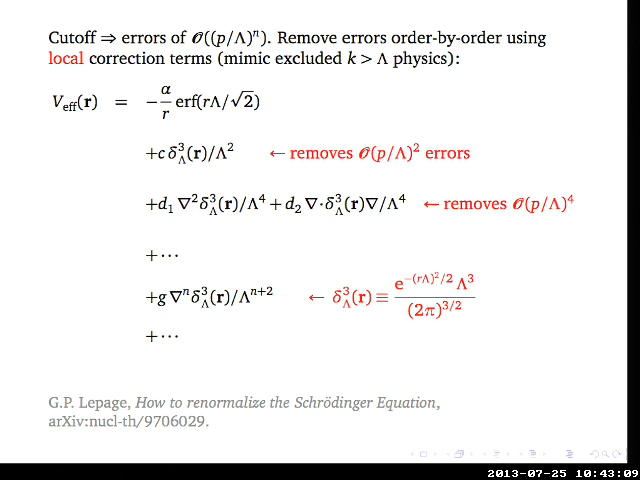 Cutoff ⇒ errors of 𝒪((p/Λ)ⁿ). Remove errors order-by-order using
local correction terms (mimic excluded k > Λ physics):
V_eff(r) = −α/r erf(rΛ/√2)
+c δ³_Λ(r)/Λ² ← removes 𝒪(p/Λ)² errors
+d₁ ∇²δ³_Λ(r)/Λ⁴ + d₂ ∇·δ³_Λ(r)∇/Λ⁴ ← removes 𝒪(p/Λ)⁴
+⋯
+g ∇ⁿδ³_Λ(r)/Λⁿ⁺² ← δ³_Λ(r) ≡ e^{−(rΛ)²/2} Λ³ / (2π)^{3/2}
+⋯
G.P. Lepage, How to renormalize the Schrödinger Equation,
arXiv:nucl-th/9706029.
2013-07-25 10:43:09